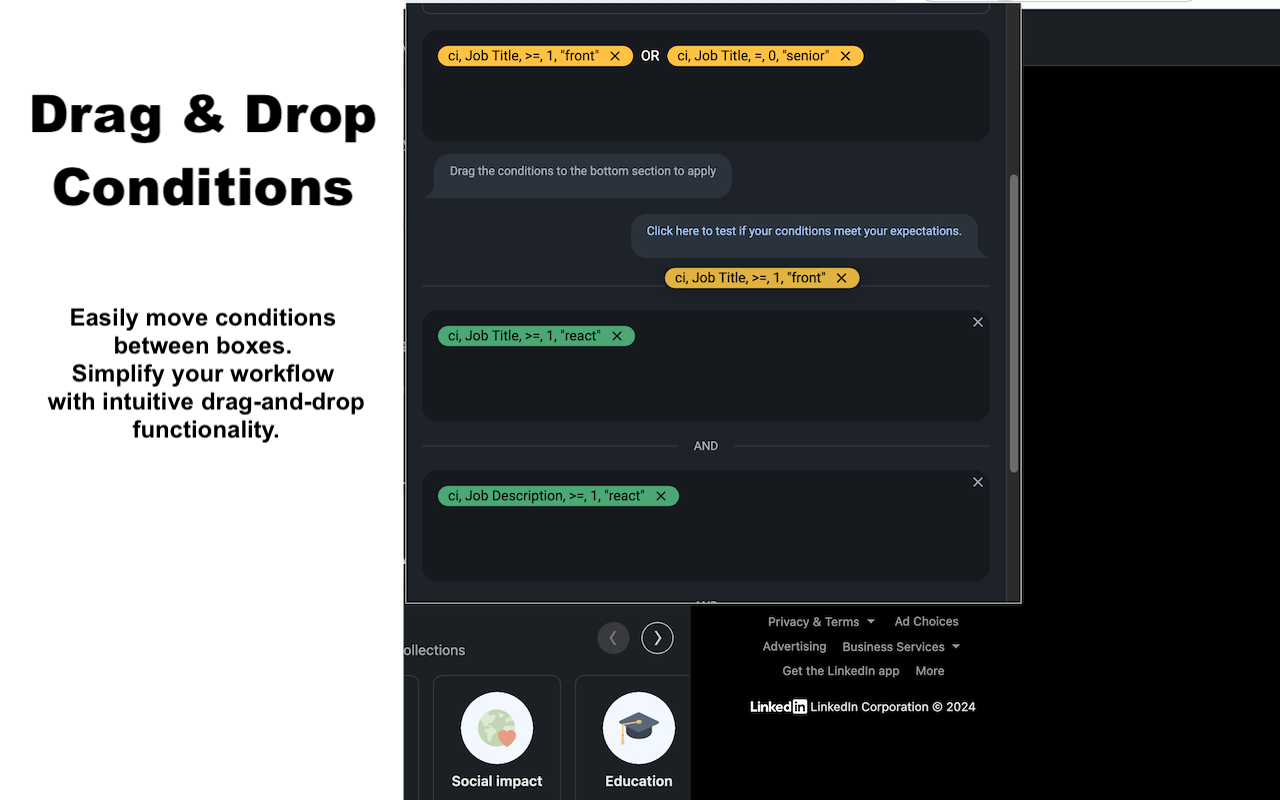 Drag & Drop
Conditions
Easily move conditions
between boxes.
Simplify your workflow
with intuitive drag-and-drop
functionality.
ci, Job Title, >=, 1, "front" OR ci, Job Title, =, 0, "senior"
Drag the conditions to the bottom section to apply
Click here to test if your conditions meet your expectations.
ci, Job Title, >=, 1, "front"
ci, Job Title, >=, 1, "react"
AND
ci, Job Description, >=, 1, "react"
AND
ollections
Social impact
Education
Privacy & Terms Ad Choices
Advertising Business Services
Get the LinkedIn app More
LinkedIn LinkedIn Corporation © 2024